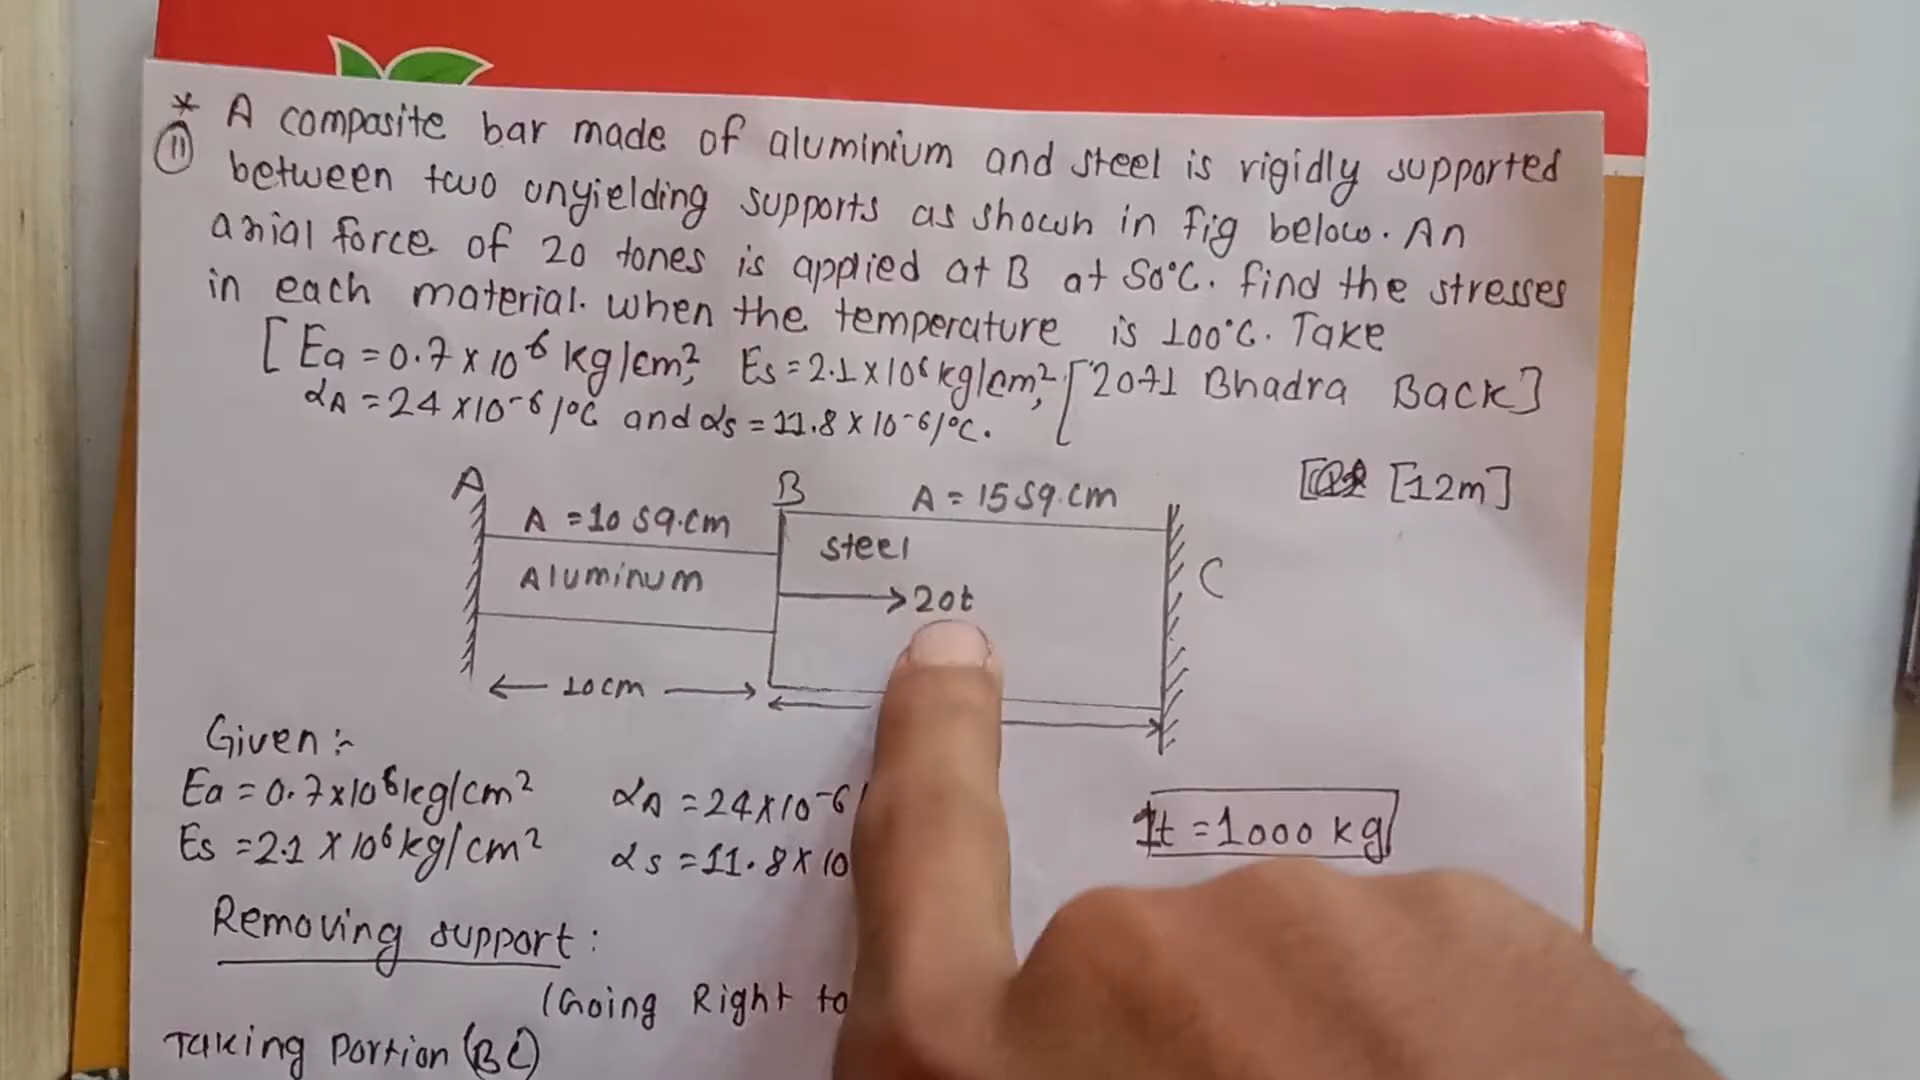 * A composite bar made of aluminium and steel is rigidly supported
(11) between two unyielding supports as shown in fig below. An
axial force of 20 tones is applied at B at 50°C. find the stresses
in each material. when the temperature is 100°C. Take
[Ea = 0.7 x 10^6 kg/cm², Es = 2.1 x 10^6 kg/cm², [2071 Bhadra Back]
αA = 24 x 10^-6/°C and αs = 11.8 x 10^-6/°C.
[12m]
A
B
A = 10 sq.cm
A = 15 sq.cm
Aluminum
steel
20t
C
10cm
Given :-
Ea = 0.7x10^6 kg/cm² αA = 24x10^-6/
Es = 2.1 x 10^6 kg/cm² αs = 11.8 x 10
1t = 1000 kg
Removing support :
(Going Right to
Taking portion (BC)